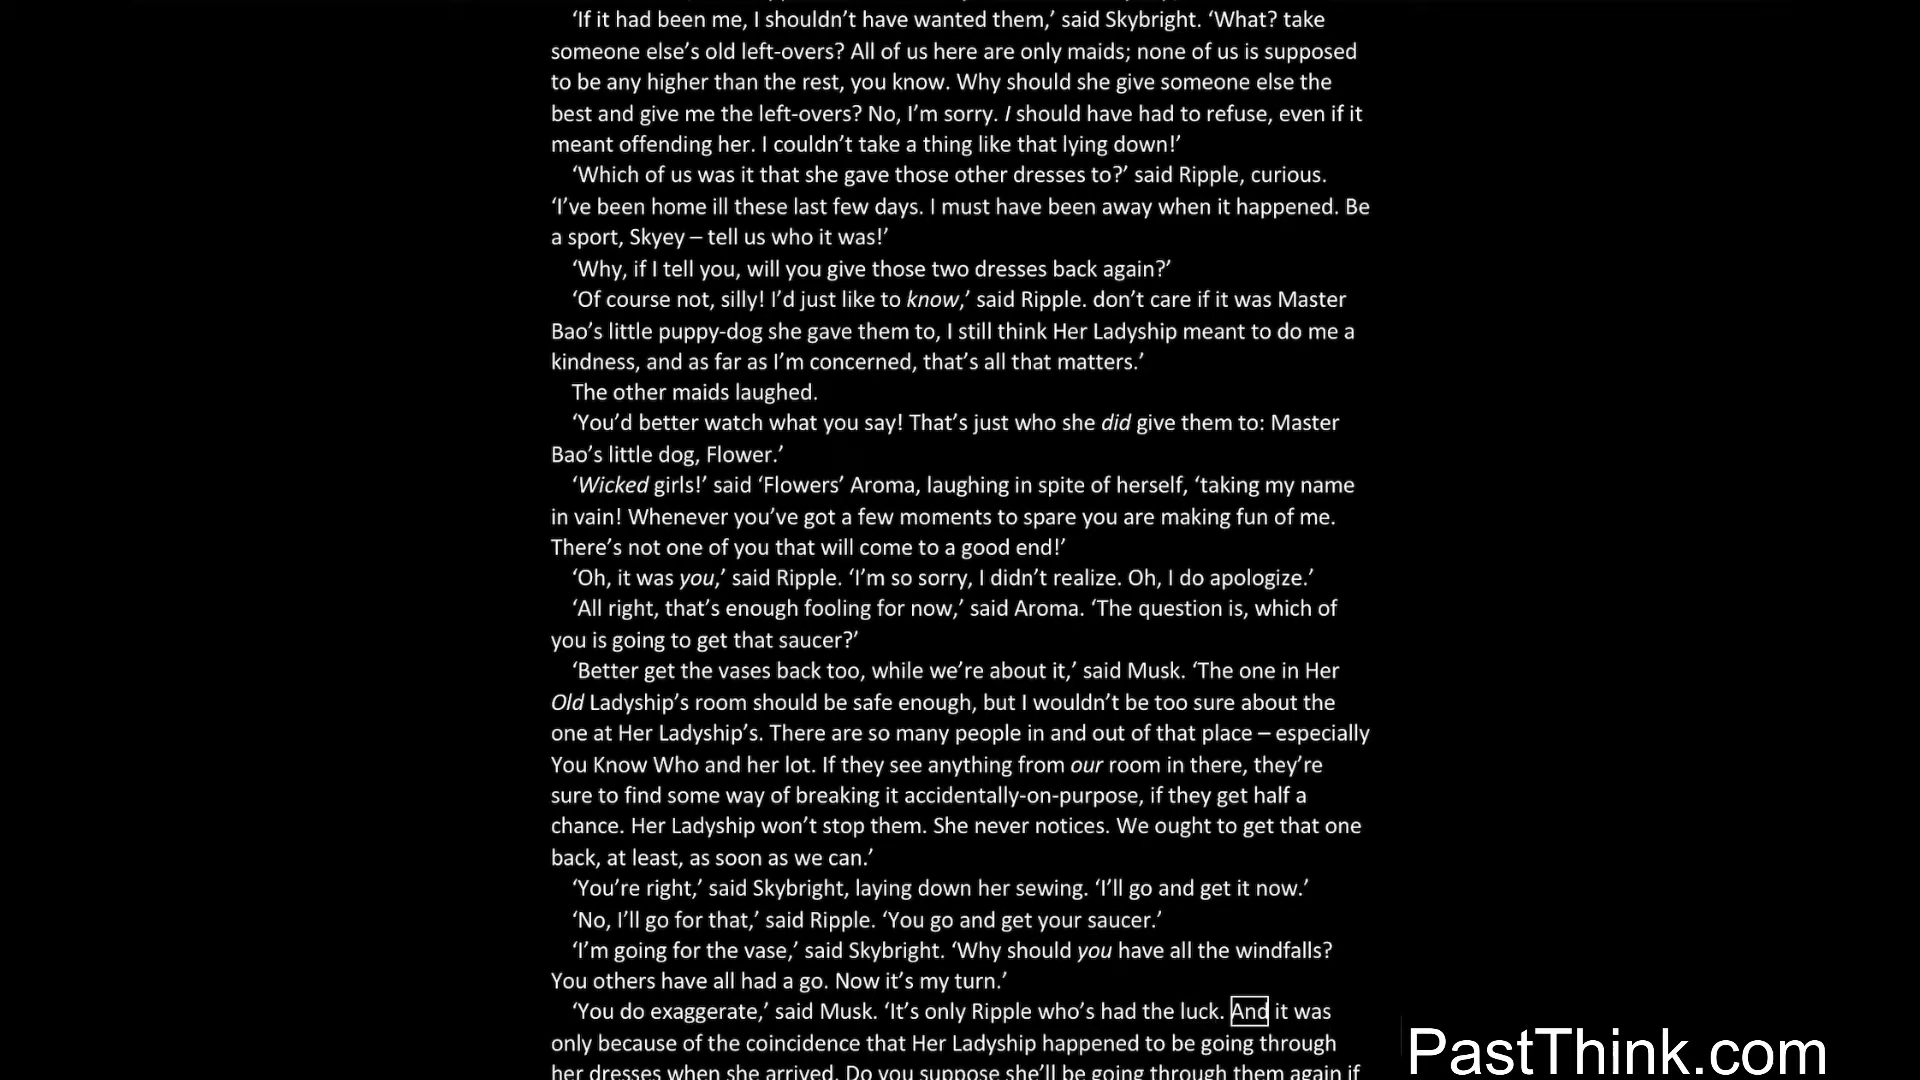 ‘If it had been me, I shouldn’t have wanted them,’ said Skybright. ‘What? take
someone else’s old left-overs? All of us here are only maids; none of us is supposed
to be any higher than the rest, you know. Why should she give someone else the
best and give me the left-overs? No, I’m sorry. I should have had to refuse, even if it
meant offending her. I couldn’t take a thing like that lying down!’
‘Which of us was it that she gave those other dresses to?’ said Ripple, curious.
‘I’ve been home ill these last few days. I must have been away when it happened. Be
a sport, Skyey – tell us who it was!’
‘Why, if I tell you, will you give those two dresses back again?’
‘Of course not, silly! I’d just like to know,’ said Ripple. don’t care if it was Master
Bao’s little puppy-dog she gave them to, I still think Her Ladyship meant to do me a
kindness, and as far as I’m concerned, that’s all that matters.’
The other maids laughed.
‘You’d better watch what you say! That’s just who she did give them to: Master
Bao’s little dog, Flower.’
‘Wicked girls!’ said ‘Flowers’ Aroma, laughing in spite of herself, ‘taking my name
in vain! Whenever you’ve got a few moments to spare you are making fun of me.
There’s not one of you that will come to a good end!’
‘Oh, it was you,’ said Ripple. ‘I’m so sorry, I didn’t realize. Oh, I do apologize.’
‘All right, that’s enough fooling for now,’ said Aroma. ‘The question is, which of
you is going to get that saucer?’
‘Better get the vases back too, while we’re about it,’ said Musk. ‘The one in Her
Old Ladyship’s room should be safe enough, but I wouldn’t be too sure about the
one at Her Ladyship’s. There are so many people in and out of that place – especially
You Know Who and her lot. If they see anything from our room in there, they’re
sure to find some way of breaking it accidentally-on-purpose, if they get half a
chance. Her Ladyship won’t stop them. She never notices. We ought to get that one
back, at least, as soon as we can.’
‘You’re right,’ said Skybright, laying down her sewing. ‘I’ll go and get it now.’
‘No, I’ll go for that,’ said Ripple. ‘You go and get your saucer.’
‘I’m going for the vase,’ said Skybright. ‘Why should you have all the windfalls?
You others have all had a go. Now it’s my turn.’
‘You do exaggerate,’ said Musk. ‘It’s only Ripple who’s had the luck. And it was
only because of the coincidence that Her Ladyship happened to be going through
her dresses when she arrived. Do you suppose she’ll be going through them again if
PastThink.com